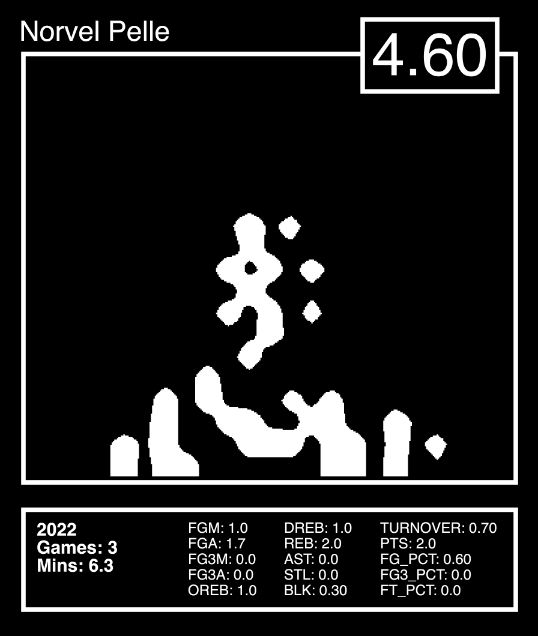 Norvel Pelle
4.60
2022
Games: 3
Mins: 6.3
FGM: 1.0
FGA: 1.7
FG3M: 0.0
FG3A: 0.0
OREB: 1.0
DREB: 1.0
REB: 2.0
AST: 0.0
STL: 0.0
BLK: 0.30
TURNOVER: 0.70
PTS: 2.0
FG_PCT: 0.60
FG3_PCT: 0.0
FT_PCT: 0.0